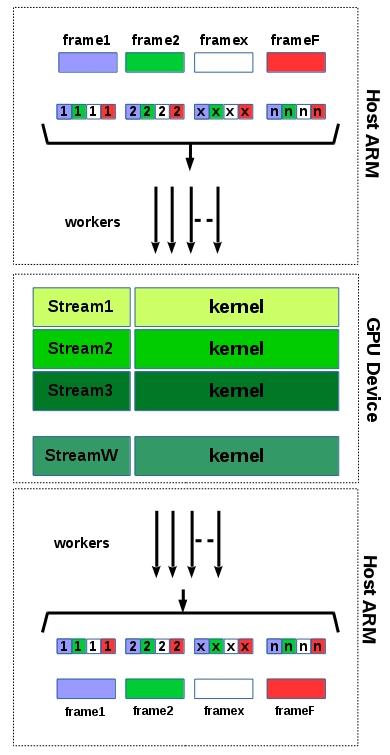 frame1 frame2 framex frameF
1 1 1 1 2 2 2 2 x x x x n n n n
Host ARM
workers
Stream1 kernel
Stream2 kernel
Stream3 kernel
StreamW kernel
GPU Device
workers
Host ARM
1 1 1 1 2 2 2 2 x x x x n n n n
frame1 frame2 framex frameF